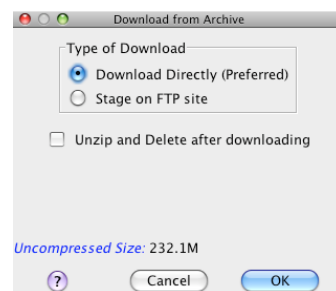 Download from Archive
Type of Download
Download Directly (Preferred)
Stage on FTP site
Unzip and Delete after downloading
Uncompressed Size: 232.1M
? Cancel OK